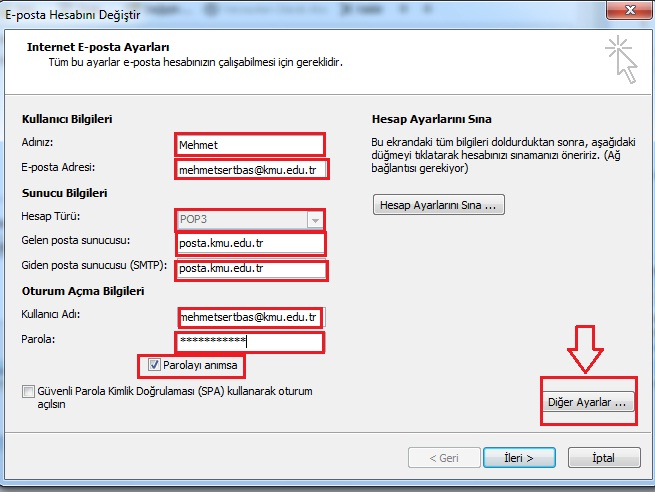 E-posta Hesabını Değiştir
Internet E-posta Ayarları
Tüm bu ayarlar e-posta hesabınızın çalışabilmesi için gereklidir.
Kullanıcı Bilgileri
Adınız:
Mehmet
E-posta Adresi:
mehmetsertbas@kmu.edu.tr
Sunucu Bilgileri
Hesap Türü:
POP3
Gelen posta sunucusu:
posta.kmu.edu.tr
Giden posta sunucusu (SMTP):
posta.kmu.edu.tr
Oturum Açma Bilgileri
Kullanıcı Adı:
mehmetsertbas@kmu.edu.tr
Parola:
***********
Parolayı anımsa
Güvenli Parola Kimlik Doğrulaması (SPA) kullanarak oturum
açılsın
Hesap Ayarlarını Sına
Bu ekrandaki tüm bilgileri doldurduktan sonra, aşağıdaki
düğmeyi tıklatarak hesabınızı sınamanızı öneririz. (Ağ
bağlantısı gerekiyor)
Hesap Ayarlarını Sına ...
Diğer Ayarlar ...
< Geri
İleri >
İptal